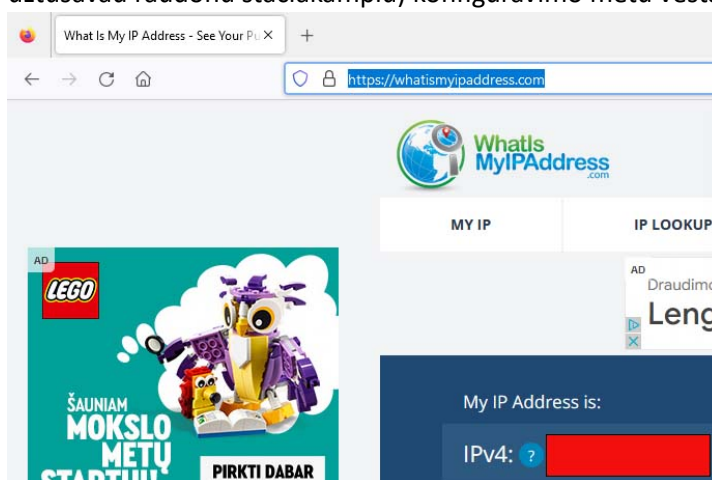 What Is My IP Address - See Your Pu
https://whatismyipaddress.com
WhatIs
MyIPAddress
.com
MY IP
IP LOOKUP
AD
LEGO
ŠAUNIAM
MOKSLO
METŲ
STARTUI!
PIRKTI DABAR
AD
Draudimo
Leng
My IP Address is:
IPv4: ?